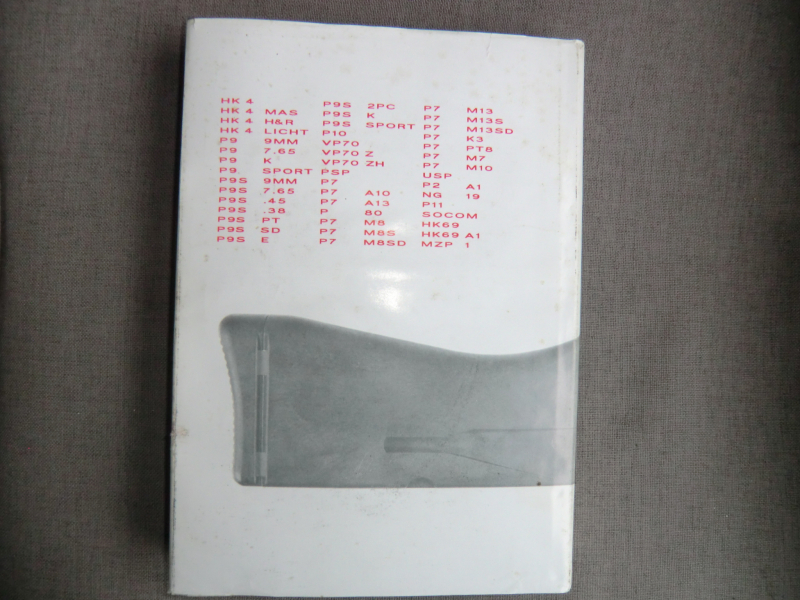 HK 4
HK 4 MAS
HK 4 H&R
HK 4 LICHT
P9 9MM
P9 7.65
P9 K
P9 SPORT
P9S 9MM
P9S 7.65
P9S .45
P9S .38
P9S PT
P9S SD
P9S E
P9S 2PC
P9S K
P9S SPORT
P10
VP70
VP70 Z
VP70 ZH
PSP
P7
P7 A10
P7 A13
P 80
P7 M8
P7 M8S
P7 M8SD
P7 M13
P7 M13S
P7 M13SD
P7 K3
P7 PT8
P7 M7
P7 M10
USP
P2 A1
NG 19
P11
SOCOM
HK69
HK69 A1
MZP 1